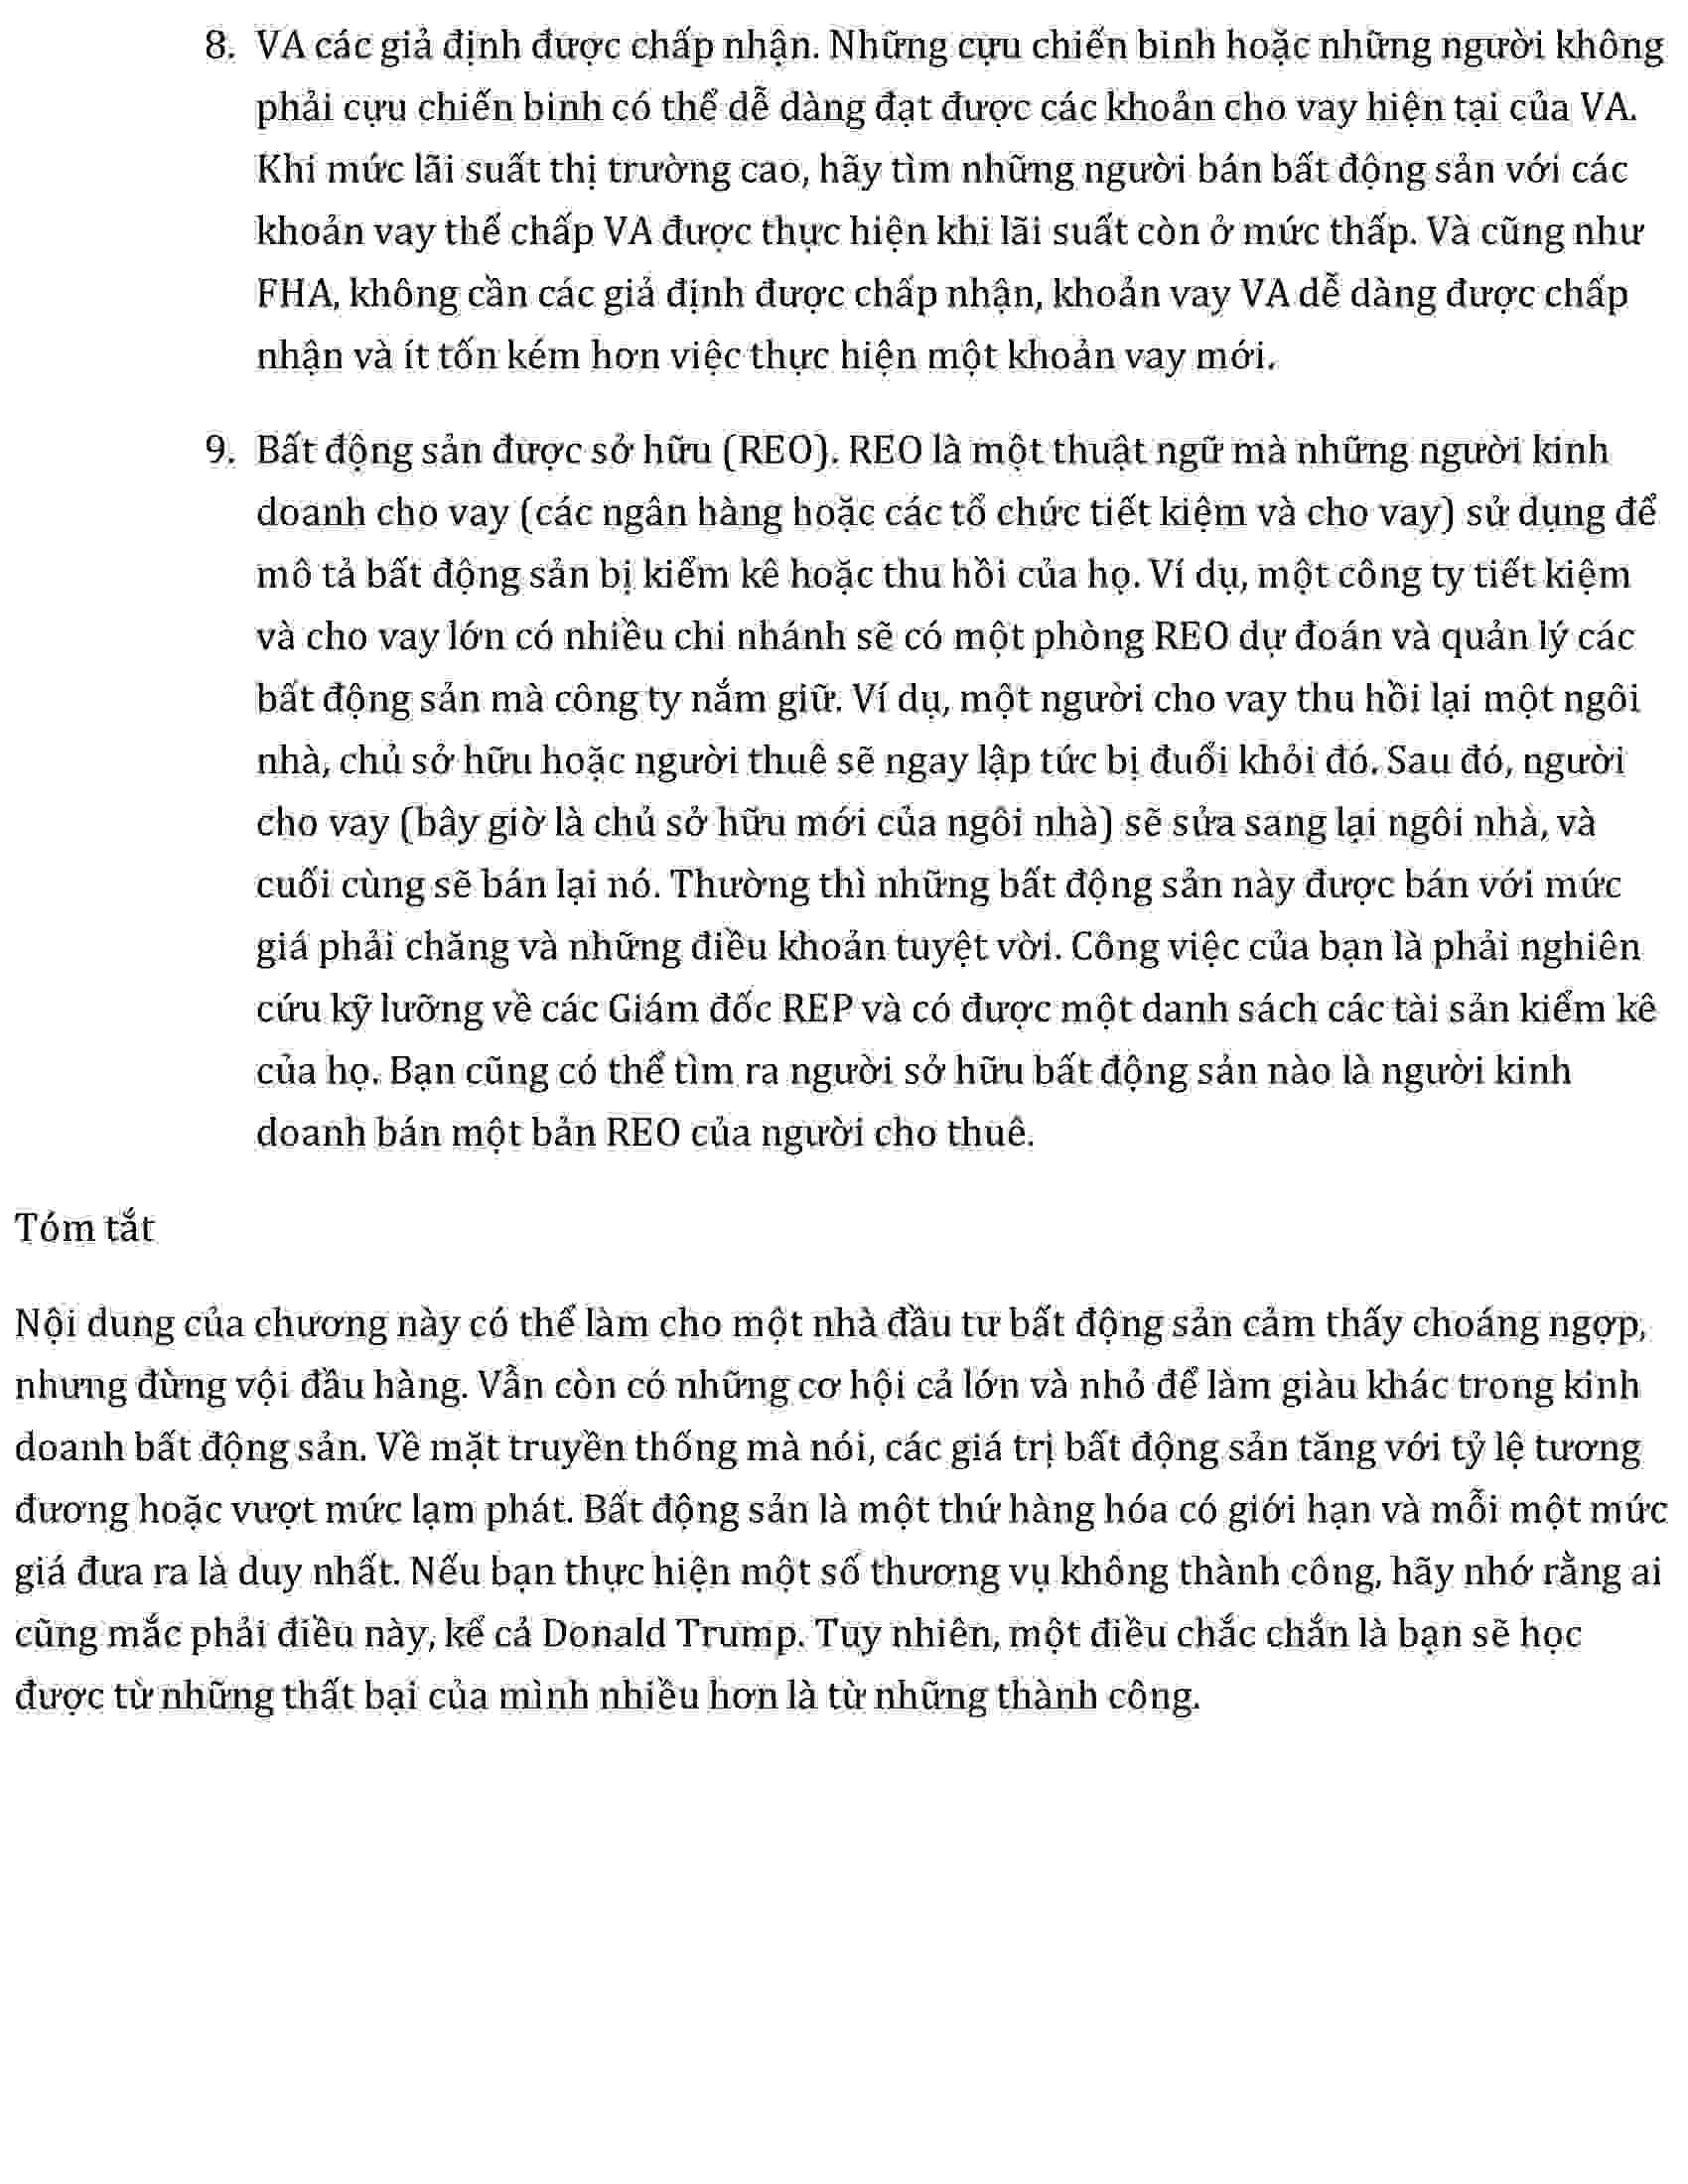 8. VA các giả định được chấp nhận. Những cựu chiến binh hoặc những người không
phải cựu chiến binh có thể dễ dàng đạt được các khoản cho vay hiện tại của VA.
Khi mức lãi suất thị trường cao, hãy tìm những người bán bất động sản với các
khoản vay thế chấp VA được thực hiện khi lãi suất còn ở mức thấp. Và cũng như
FHA, không cần các giả định được chấp nhận, khoản vay VA dễ dàng được chấp
nhận và ít tốn kém hơn việc thực hiện một khoản vay mới.
9. Bất động sản được sở hữu (REO). REO là một thuật ngữ mà những người kinh
doanh cho vay (các ngân hàng hoặc các tổ chức tiết kiệm và cho vay) sử dụng để
mô tả bất động sản bị kiểm kê hoặc thu hồi của họ. Ví dụ, một công ty tiết kiệm
và cho vay lớn có nhiều chi nhánh sẽ có một phòng REO dự đoán và quản lý các
bất động sản mà công ty nắm giữ. Ví dụ, một người cho vay thu hồi lại một ngôi
nhà, chủ sở hữu hoặc người thuê sẽ ngay lập tức bị đuổi khỏi đó. Sau đó, người
cho vay (bây giờ là chủ sở hữu mới của ngôi nhà) sẽ sửa sang lại ngôi nhà, và
cuối cùng sẽ bán lại nó. Thường thì những bất động sản này được bán với mức
giá phải chăng và những điều khoản tuyệt vời. Công việc của bạn là phải nghiên
cứu kỹ lưỡng về các Giám đốc REP và có được một danh sách các tài sản kiểm kê
của họ. Bạn cũng có thể tìm ra người sở hữu bất động sản nào là người kinh
doanh bán một bản REO của người cho thuê.
Tóm tắt
Nội dung của chương này có thể làm cho một nhà đầu tư bất động sản cảm thấy choáng ngợp,
nhưng đừng vội đầu hàng. Vẫn còn có những cơ hội cả lớn và nhỏ để làm giàu khác trong kinh
doanh bất động sản. Về mặt truyền thống mà nói, các giá trị bất động sản tăng với tỷ lệ tương
đương hoặc vượt mức lạm phát. Bất động sản là một thứ hàng hóa có giới hạn và mỗi một mức
giá đưa ra là duy nhất. Nếu bạn thực hiện một số thương vụ không thành công, hãy nhớ rằng ai
cũng mắc phải điều này, kể cả Donald Trump. Tuy nhiên, một điều chắc chắn là bạn sẽ học
được từ những thất bại của mình nhiều hơn là từ những thành công.